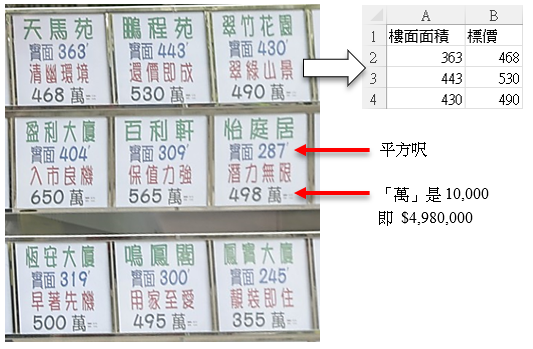 天馬苑
實面 363'
清幽環境
468 萬
鵬程苑
實面 443'
還價即成
530 萬
翠竹花園
實面 430'
翠綠山景
490 萬
盈利大廈
實面 404'
入市良機
650 萬
百利軒
實面 309'
保值力強
565 萬
怡庭居
實面 287'
潛力無限
498 萬
恆安大廈
實面 319'
早著先機
500 萬
鳴鳳閣
實面 300'
用家至愛
495 萬
鳳寶大廈
實面 245'
靚裝即住
355 萬
A B
1 樓面面積 標價
2 363 468
3 443 530
4 430 490
平方呎
「萬」是 10,000
即 $4,980,000